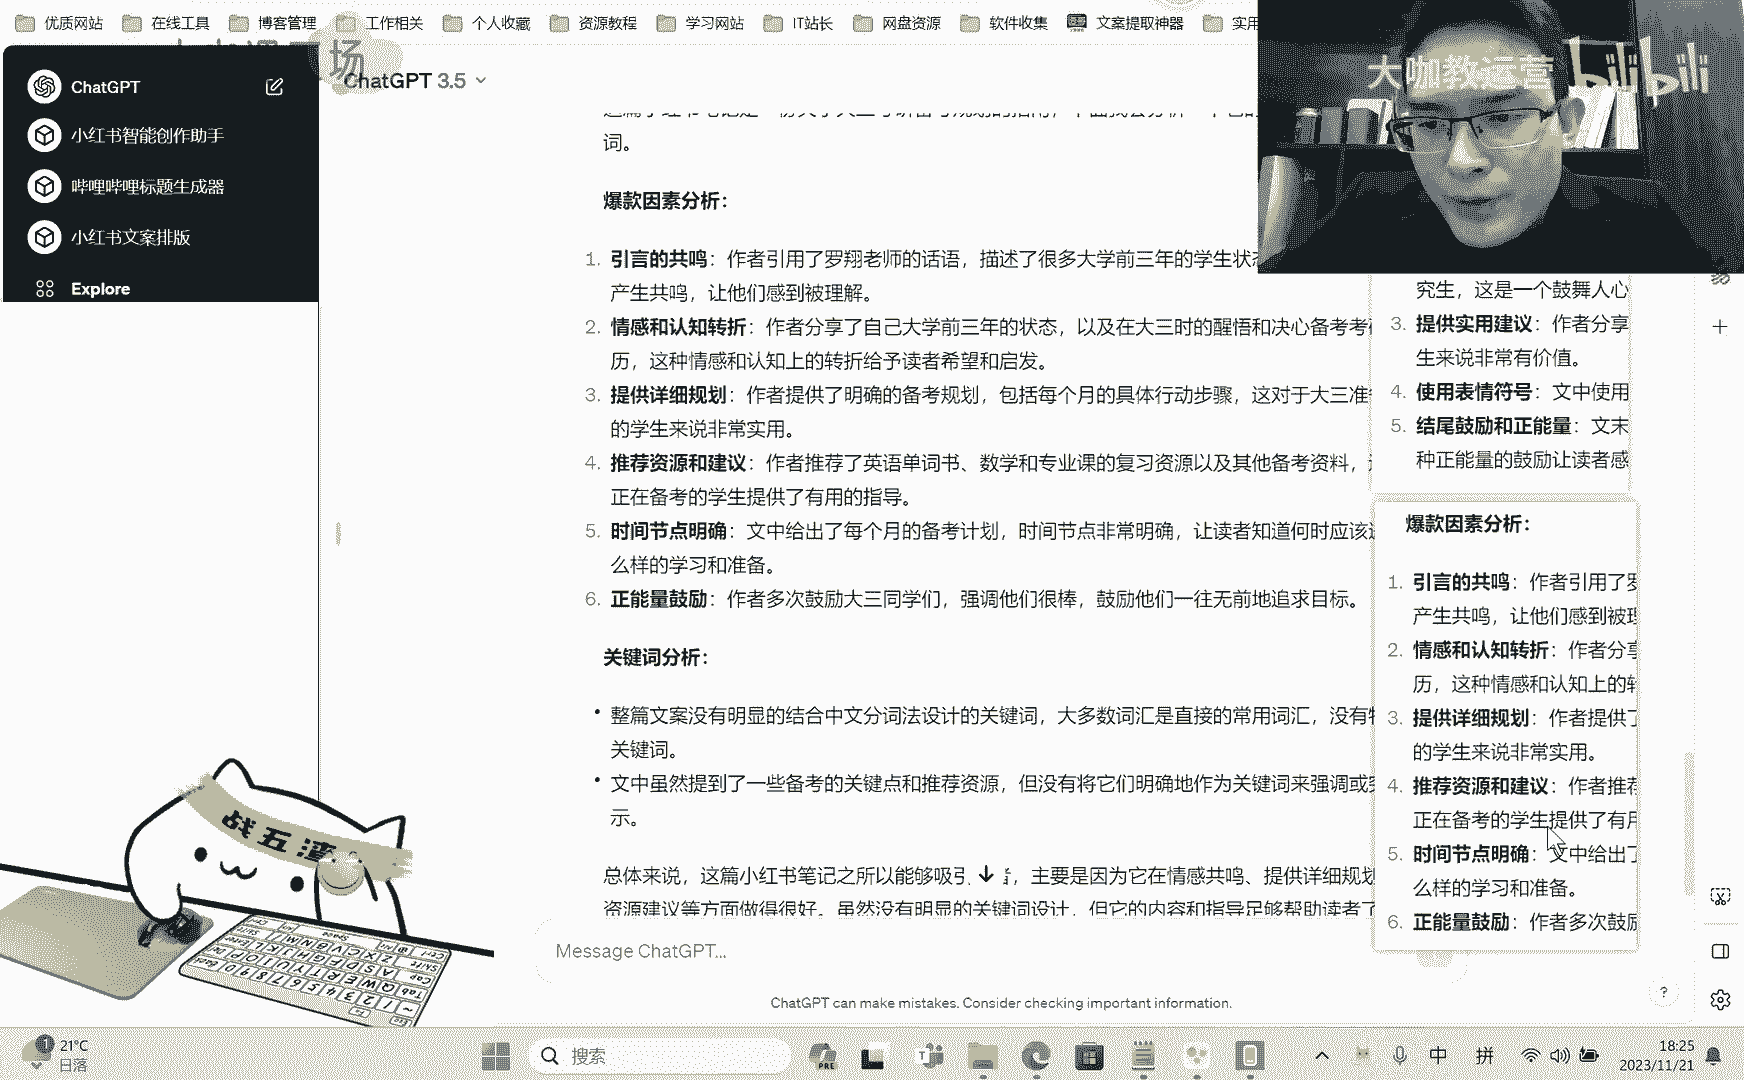 优质网站 在线工具 博客管理 工作相关 个人收藏 资源教程 学习网站 IT站长 网盘资源 软件收集 文案提取神器 实用
大咖教运营 bilibili
ChatGPT
小红书智能创作助手
哔哩哔哩标题生成器
小红书文案排版
Explore
场
ChatGPT 3.5
词。
爆款因素分析：
1. 引言的共鸣：作者引用了罗翔老师的话语，描述了很多大学前三年的学生状态
产生共鸣，让他们感到被理解。
2. 情感和认知转折：作者分享了自己大学前三年的状态，以及在大三时的醒悟和决心备考考
历，这种情感和认知上的转折给予读者希望和启发。
3. 提供详细规划：作者提供了明确的备考规划，包括每个月的具体行动步骤，这对于大三准
的学生来说非常实用。
4. 推荐资源和建议：作者推荐了英语单词书、数学和专业课的复习资源以及其他备考资料，
正在备考的学生提供了有用的指导。
5. 时间节点明确：文中给出了每个月的备考计划，时间节点非常明确，让读者知道何时应该
么样的学习和准备。
6. 正能量鼓励：作者多次鼓励大三同学们，强调他们很棒，鼓励他们一往无前地追求目标。
关键词分析：
• 整篇文案没有明显的结合中文分词法设计的关键词，大多数词汇是直接的常用词汇，没有
关键词。
• 文中虽然提到了一些备考的关键点和推荐资源，但没有将它们明确地作为关键词来强调或
示。
总体来说，这篇小红书笔记之所以能够吸引 ，主要是因为它在情感共鸣、提供详细规划
资源建议等方面做得很好。虽然没有明显的关键词设计，但它的内容和指导足够帮助读者
Message ChatGPT...
ChatGPT can make mistakes. Consider checking important information.
究生，这是一个鼓舞人心
3. 提供实用建议：作者分享
生来说非常有价值。
4. 使用表情符号：文中使用
5. 结尾鼓励和正能量：文末
种正能量的鼓励让读者感
爆款因素分析：
1. 引言的共鸣：作者引用了
产生共鸣，让他们感到被
2. 情感和认知转折：作者分
历，这种情感和认知上的
3. 提供详细规划：作者提供
的学生来说非常实用。
4. 推荐资源和建议：作者推
正在备考的学生提供了有
5. 时间节点明确：文中给出
么样的学习和准备。
6. 正能量鼓励：作者多次鼓
?
战五渣
1 21°C
日落
搜索
PRE
中 拼
18:25
2023/11/21